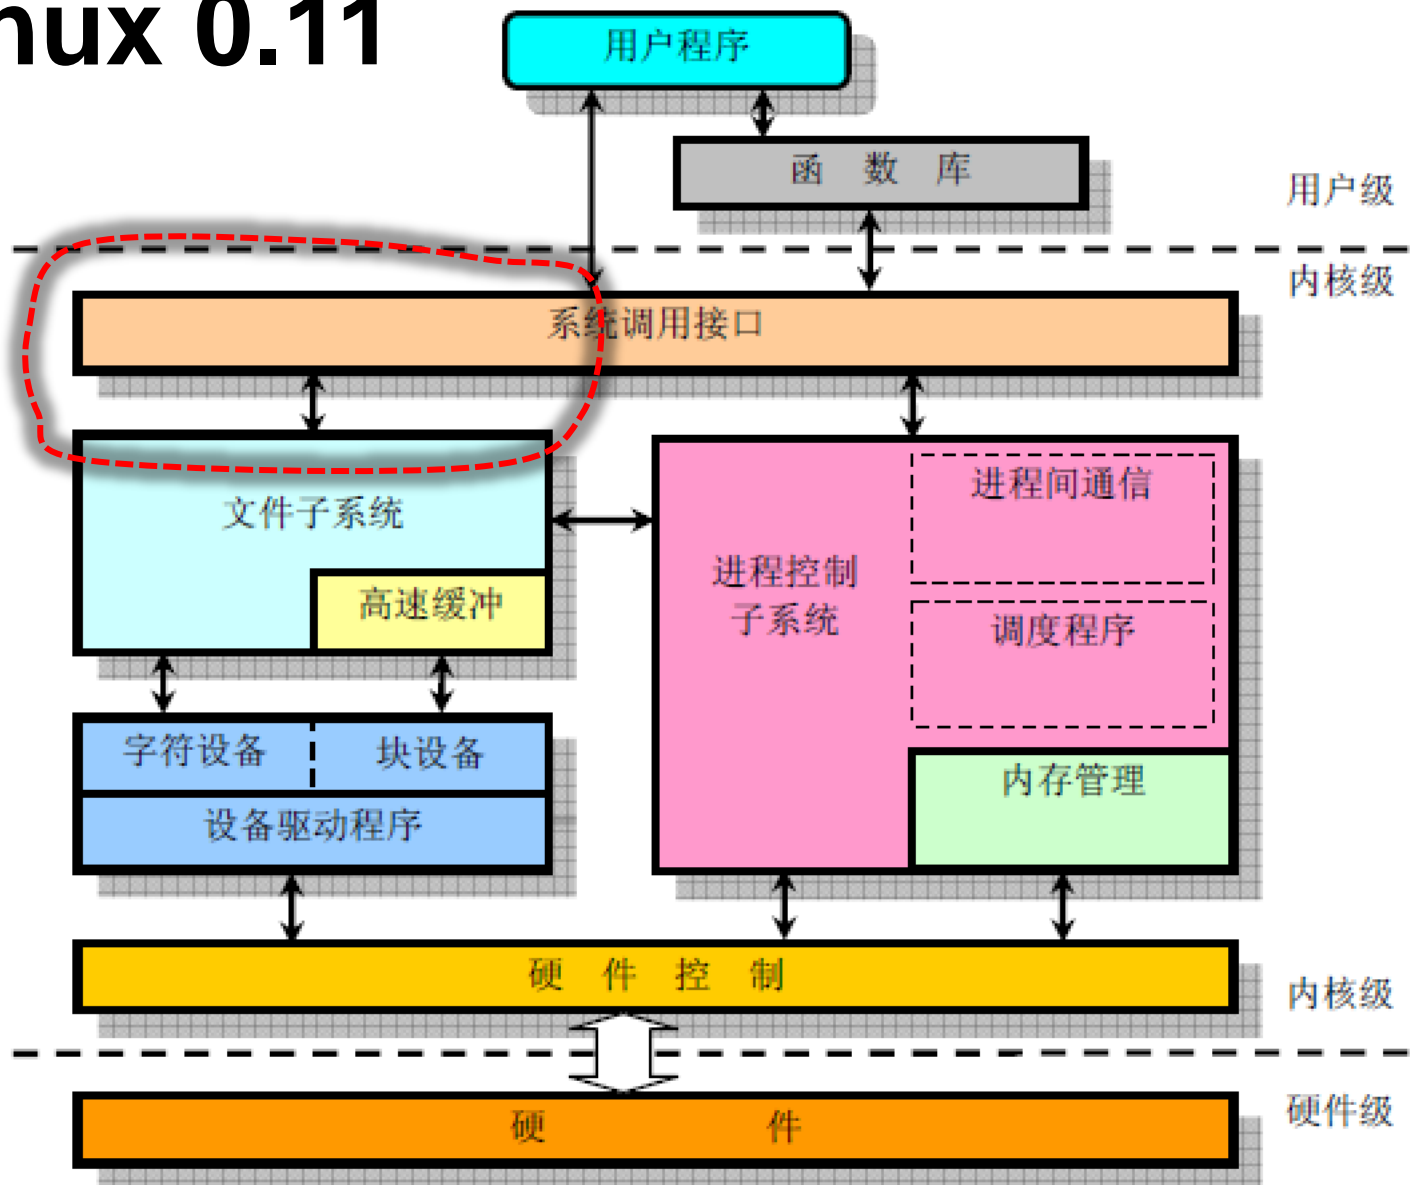 nux 0.11
用户程序
函 数 库
用户级
内核级
系统调用接口
文件子系统
高速缓冲
进程间通信
进程控制
子系统
调度程序
字符设备
块设备
设备驱动程序
内存管理
硬 件 控 制
内核级
硬 件
硬件级